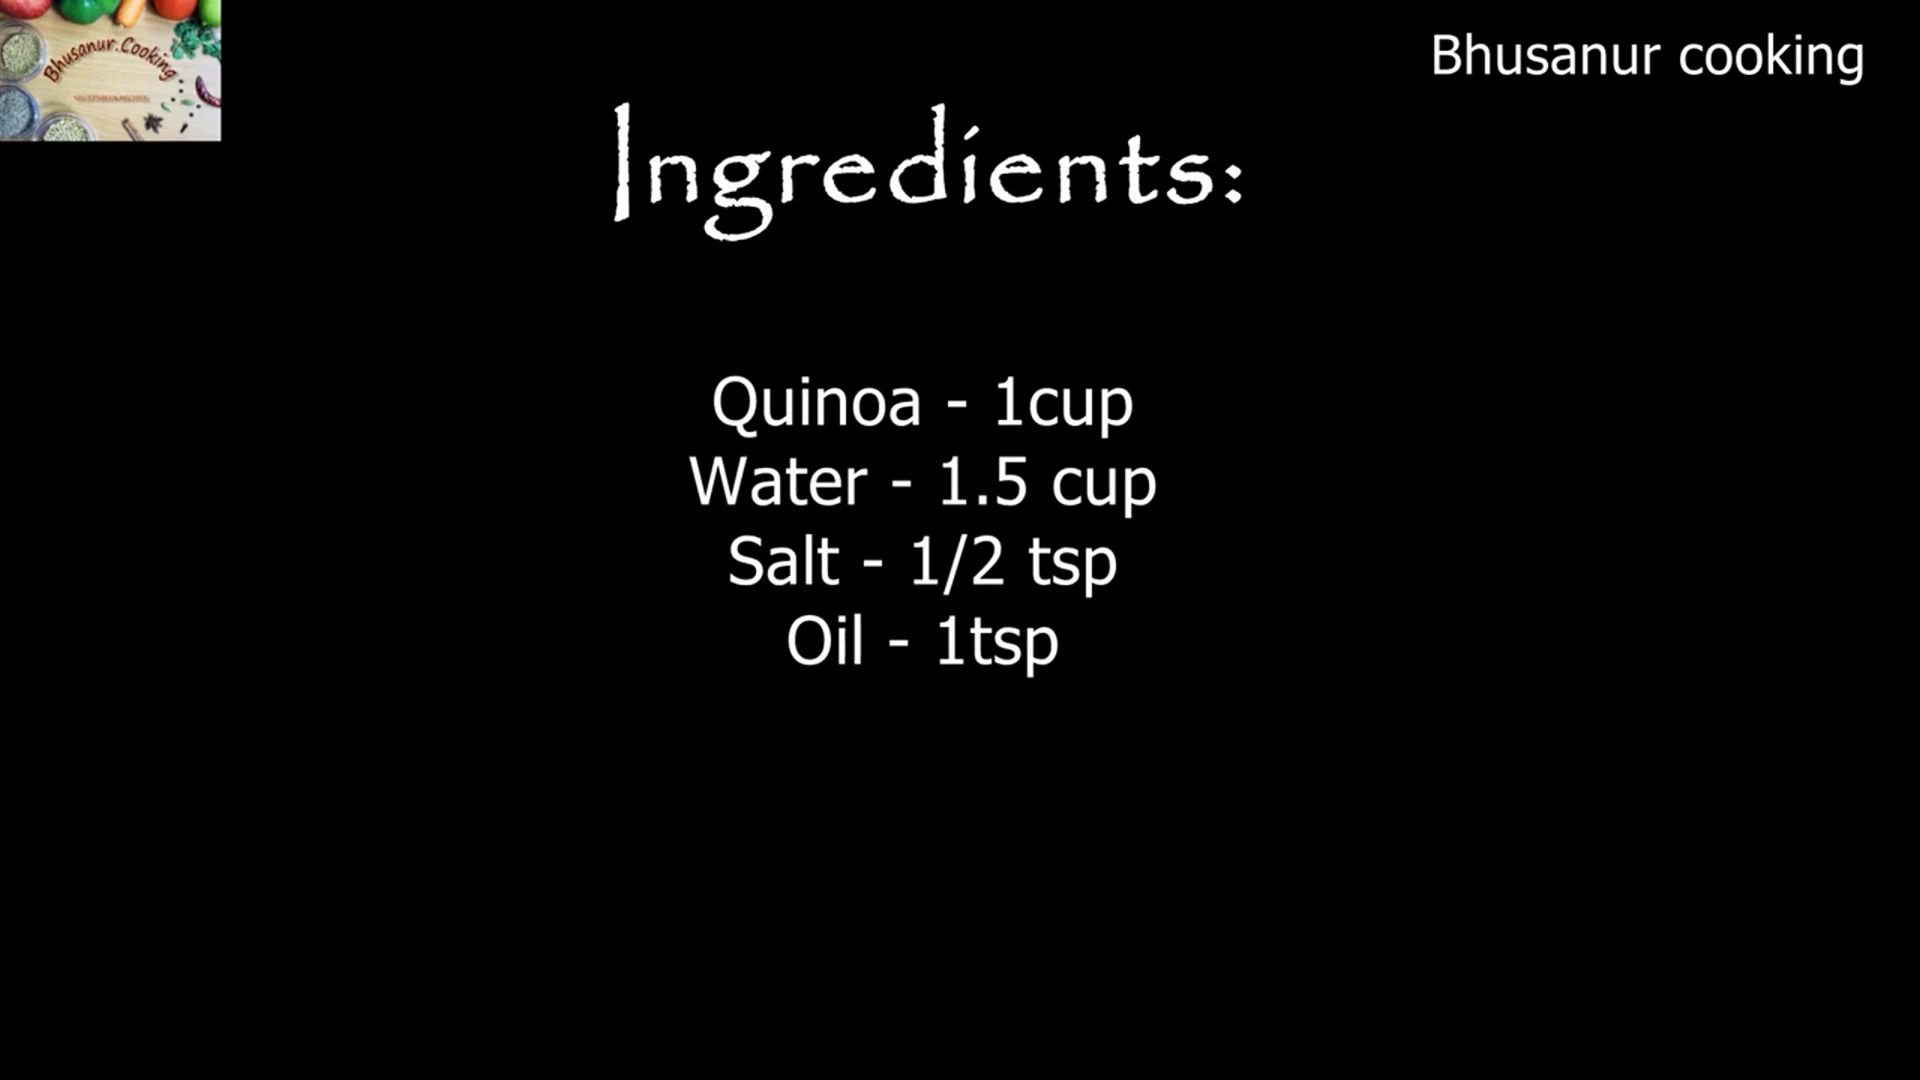 Bhusanur.Cooking
Bhusanur cooking
Ingredients:
Quinoa - 1cup
Water - 1.5 cup
Salt - 1/2 tsp
Oil - 1tsp